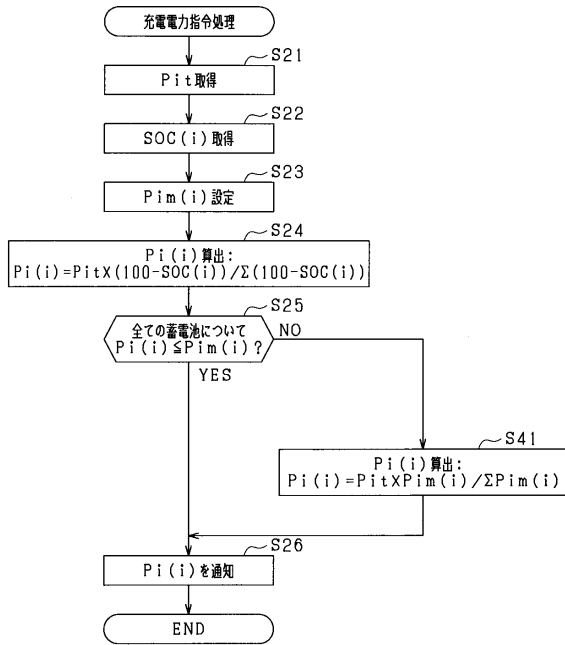 充電電力指令処理
S21
Pit取得
S22
SOC(i)取得
S23
Pim(i)設定
S24
Pi(i)算出:
Pi(i)=PitX(100-SOC(i))/Σ(100-SOC(i))
S25
全ての蓄電池について
Pi(i)≦Pim(i)?
NO
YES
S41
Pi(i)算出:
Pi(i)=PitXPim(i)/ΣPim(i)
S26
Pi(i)を通知
END